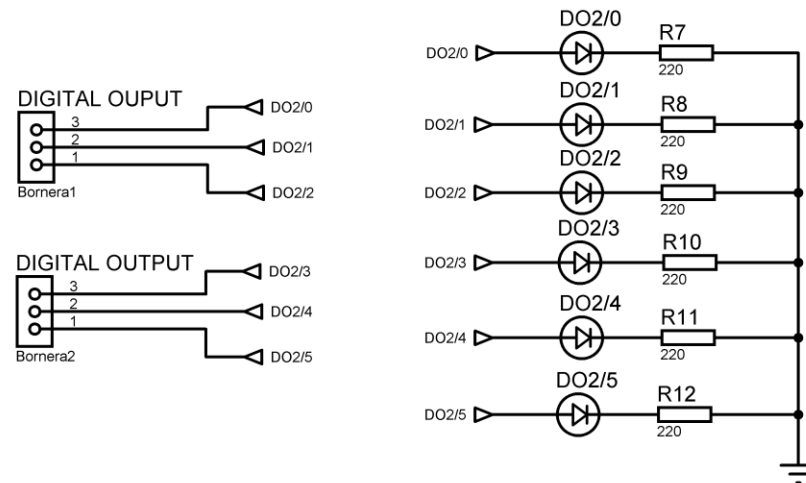 DIGITAL OUPUT
3
2
1
Bornera1
DO2/0
DO2/1
DO2/2
DIGITAL OUTPUT
3
2
1
Bornera2
DO2/3
DO2/4
DO2/5
DO2/0
DO2/0
R7
220
DO2/1
DO2/1
R8
220
DO2/2
DO2/2
R9
220
DO2/3
DO2/3
R10
220
DO2/4
DO2/4
R11
220
DO2/5
DO2/5
R12
220